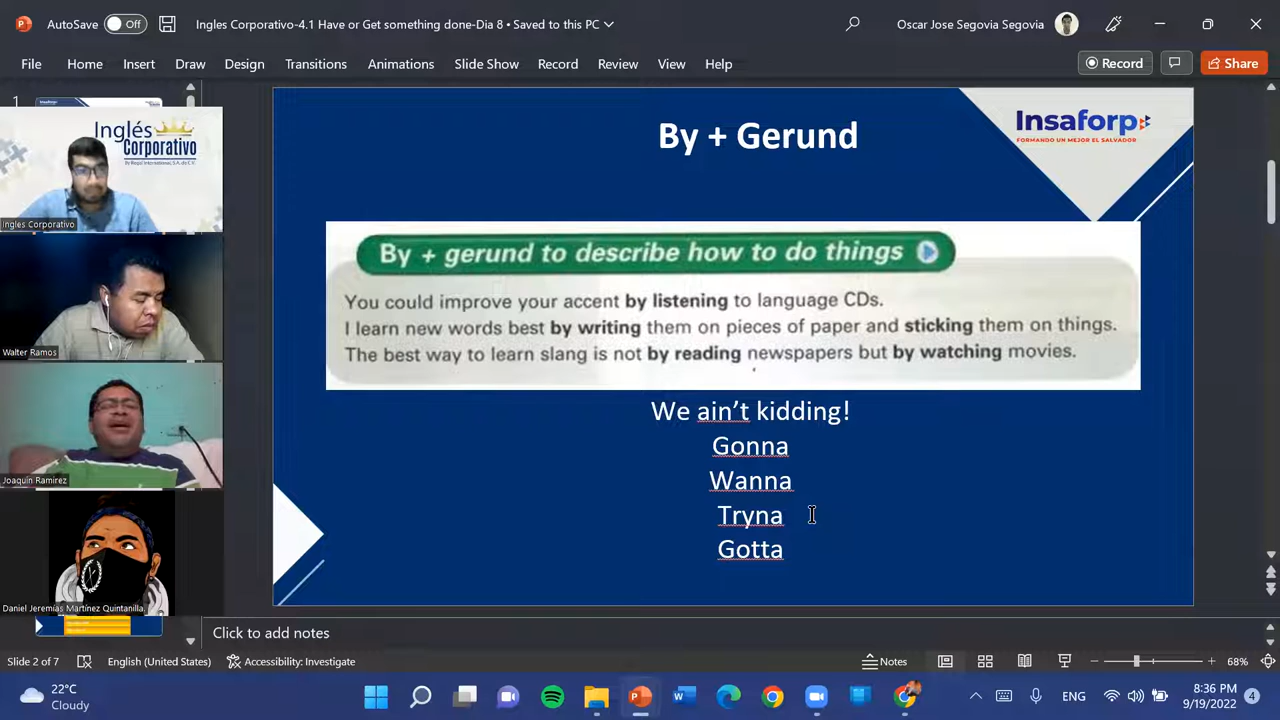 AutoSave Off Ingles Corporativo-4.1 Have or Get something done-Dia 8 • Saved to this PC Oscar Jose Segovia Segovia
File Home Insert Draw Design Transitions Animations Slide Show Record Review View Help Record Share
1
Inglés
Corporativo
Ingles Corporativo
Walter Ramos
Joaquin Ramirez
Daniel Jeremías Martínez Quintanilla
By + Gerund
Insaforp
FORMANDO UN MEJOR EL SALVADOR
By + gerund to describe how to do things
You could improve your accent by listening to language CDs.
I learn new words best by writing them on pieces of paper and sticking them on things.
The best way to learn slang is not by reading newspapers but by watching movies.
We ain’t kidding!
Gonna
Wanna
Tryna
Gotta
Click to add notes
Slide 2 of 7 English (United States) Accessibility: Investigate Notes 68%
22°C
Cloudy
ENG
8:36 PM
9/19/2022
4